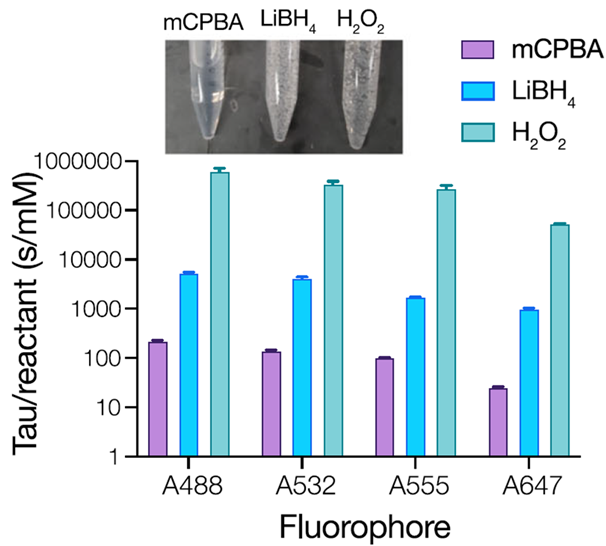 mCPBA LiBH₄ H₂O₂
mCPBA
LiBH₄
H₂O₂
Tau/reactant (s/mM)
1000000
100000
10000
1000
100
10
1
A488 A532 A555 A647
Fluorophore